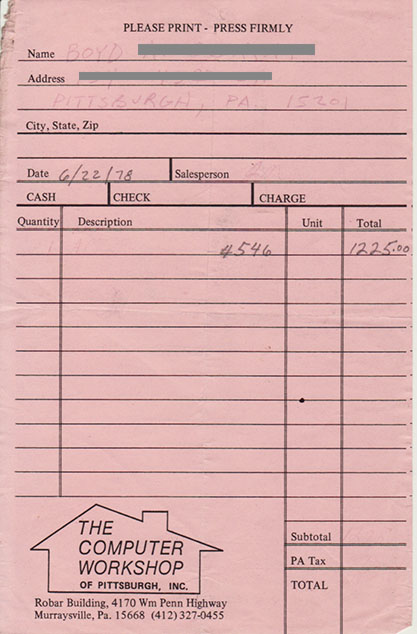 PLEASE PRINT - PRESS FIRMLY
Name BOYD
Address
PITTSBURGH, PA. 15201
City, State, Zip
Date 6/22/78 Salesperson
CASH CHECK CHARGE
Quantity Description Unit Total
4546 1225.00
Subtotal
PA Tax
TOTAL
THE
COMPUTER
WORKSHOP
OF PITTSBURGH, INC.
Robar Building, 4170 Wm Penn Highway
Murraysville, Pa. 15668 (412) 327-0455